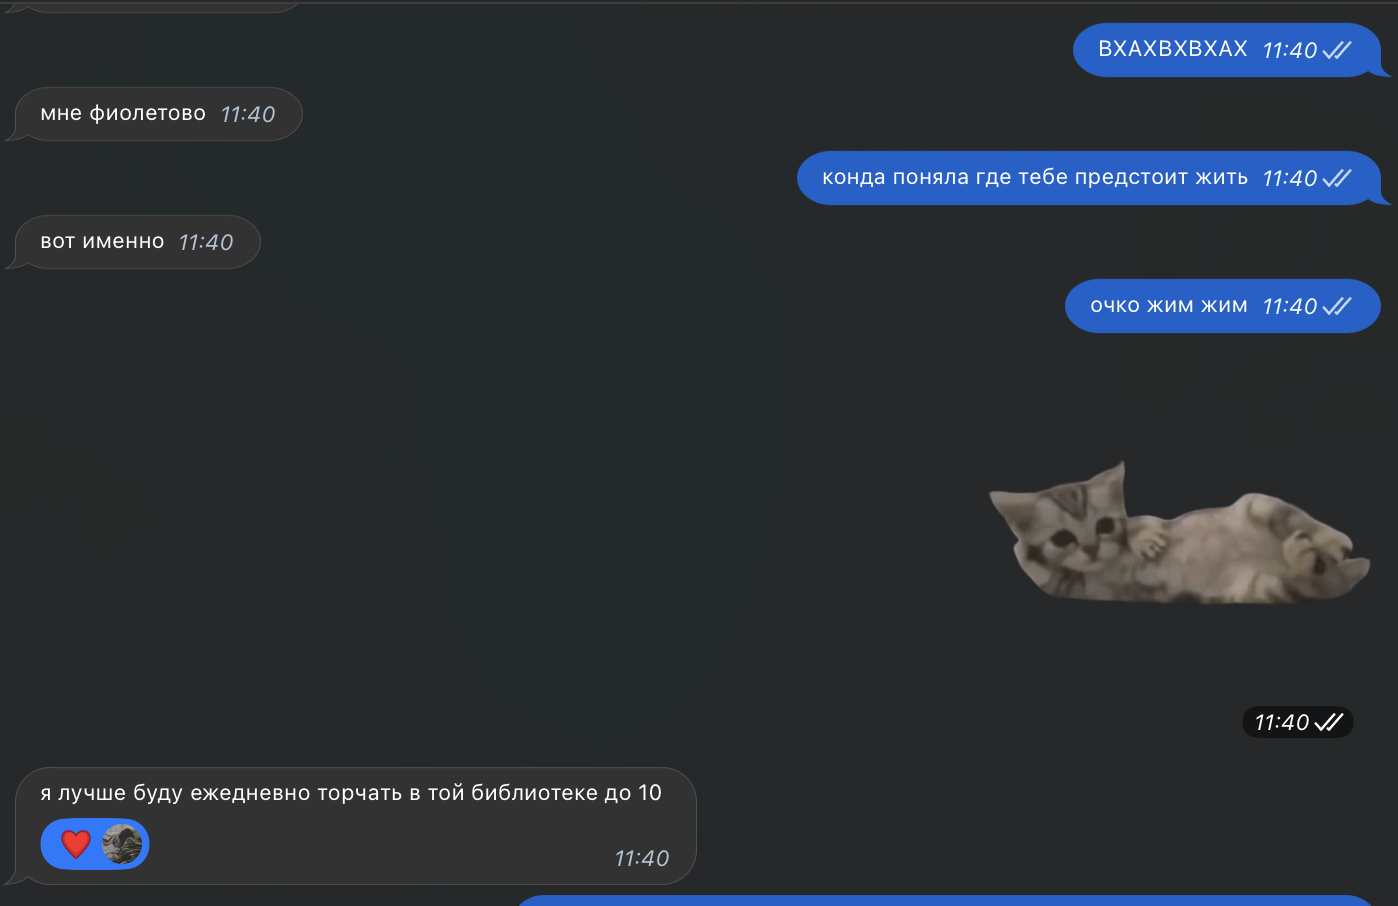 ВХАХВХВХАХ 11:40
мне фиолетово 11:40
конда поняла где тебе предстоит жить 11:40
вот именно 11:40
очко жим жим 11:40
11:40
я лучше буду ежедневно торчать в той библиотеке до 10
11:40